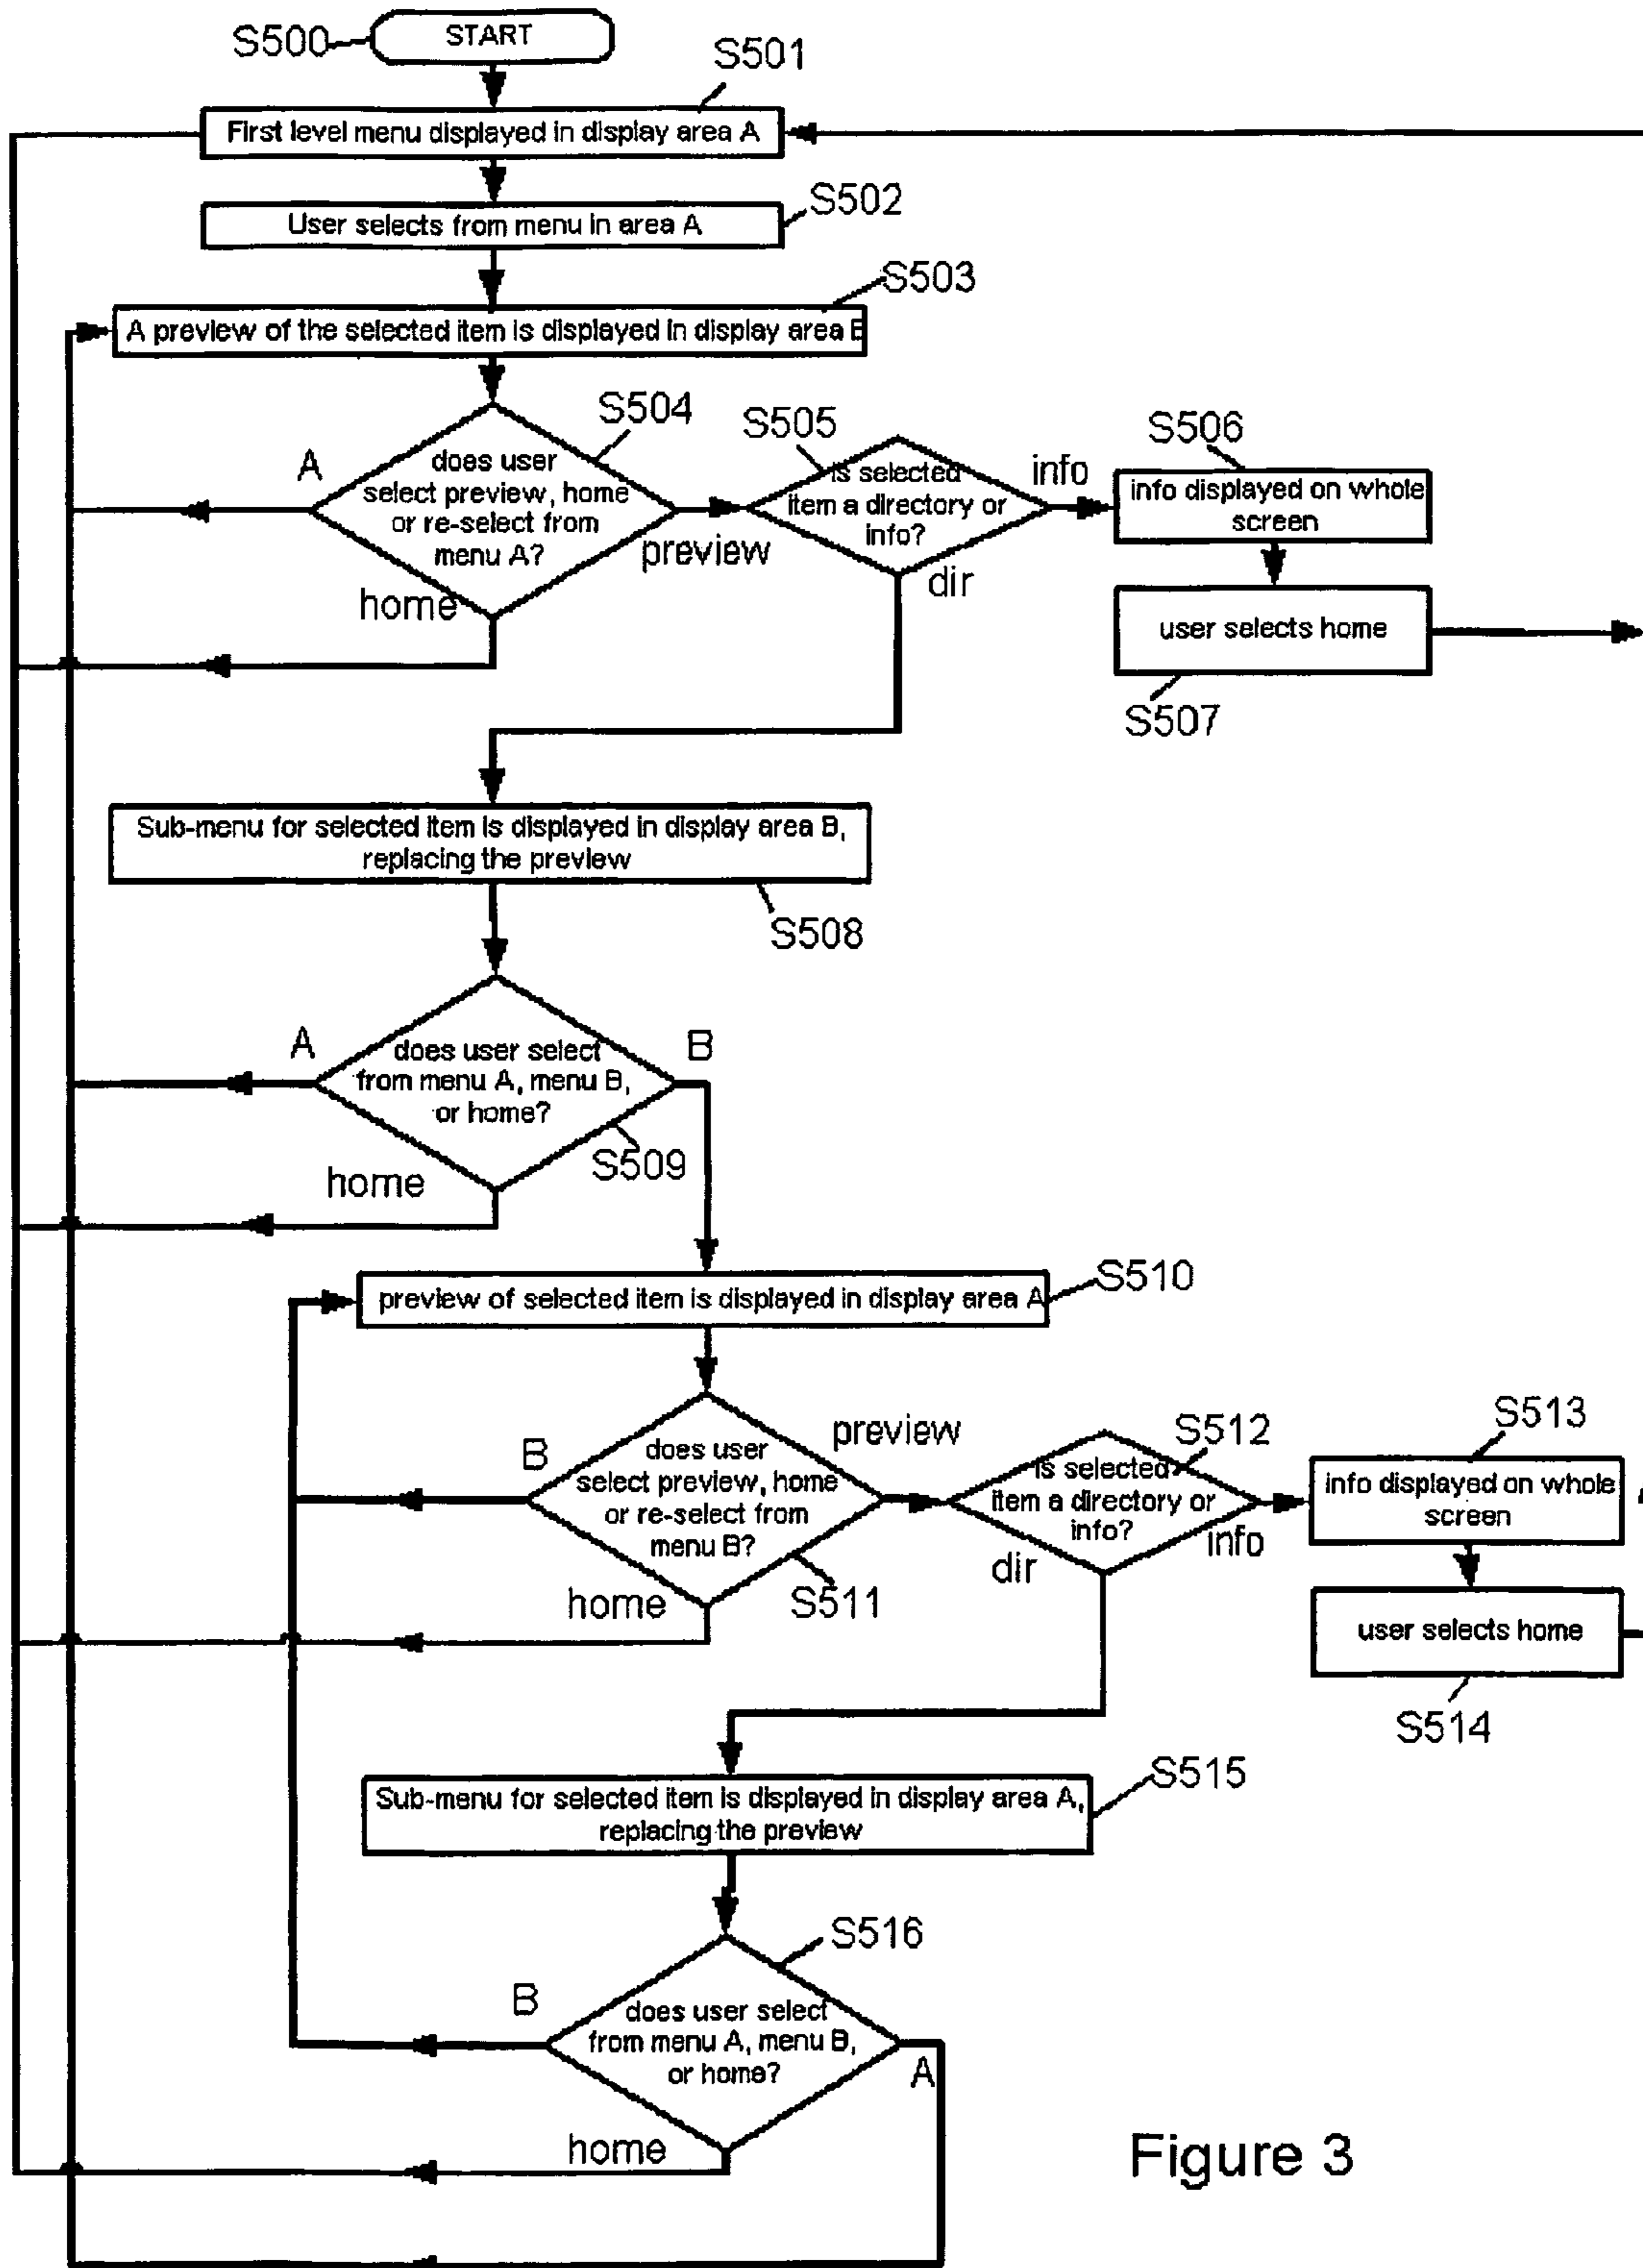 START
S500
S501
First level menu displayed in display area A
S502
User selects from menu in area A
S503
A preview of the selected item is displayed in display area B
S504
A
does user
select preview, home
or re-select from
menu A?
preview
home
S505
is selected
item a directory or
info?
info
dir
S506
info displayed on whole
screen
user selects home
S507
Sub-menu for selected item is displayed in display area B,
replacing the preview
S508
A
does user select
from menu A, menu B,
or home?
B
S509
home
S510
preview of selected item is displayed in display area A
B
does user
select preview, home
or re-select from
menu B?
preview
S511
home
S512
is selected
item a directory or
info?
info
dir
S513
info displayed on whole
screen
user selects home
S514
S515
Sub-menu for selected item is displayed in display area A,
replacing the preview
S516
B
does user select
from menu A, menu B,
or home?
A
home
Figure 3